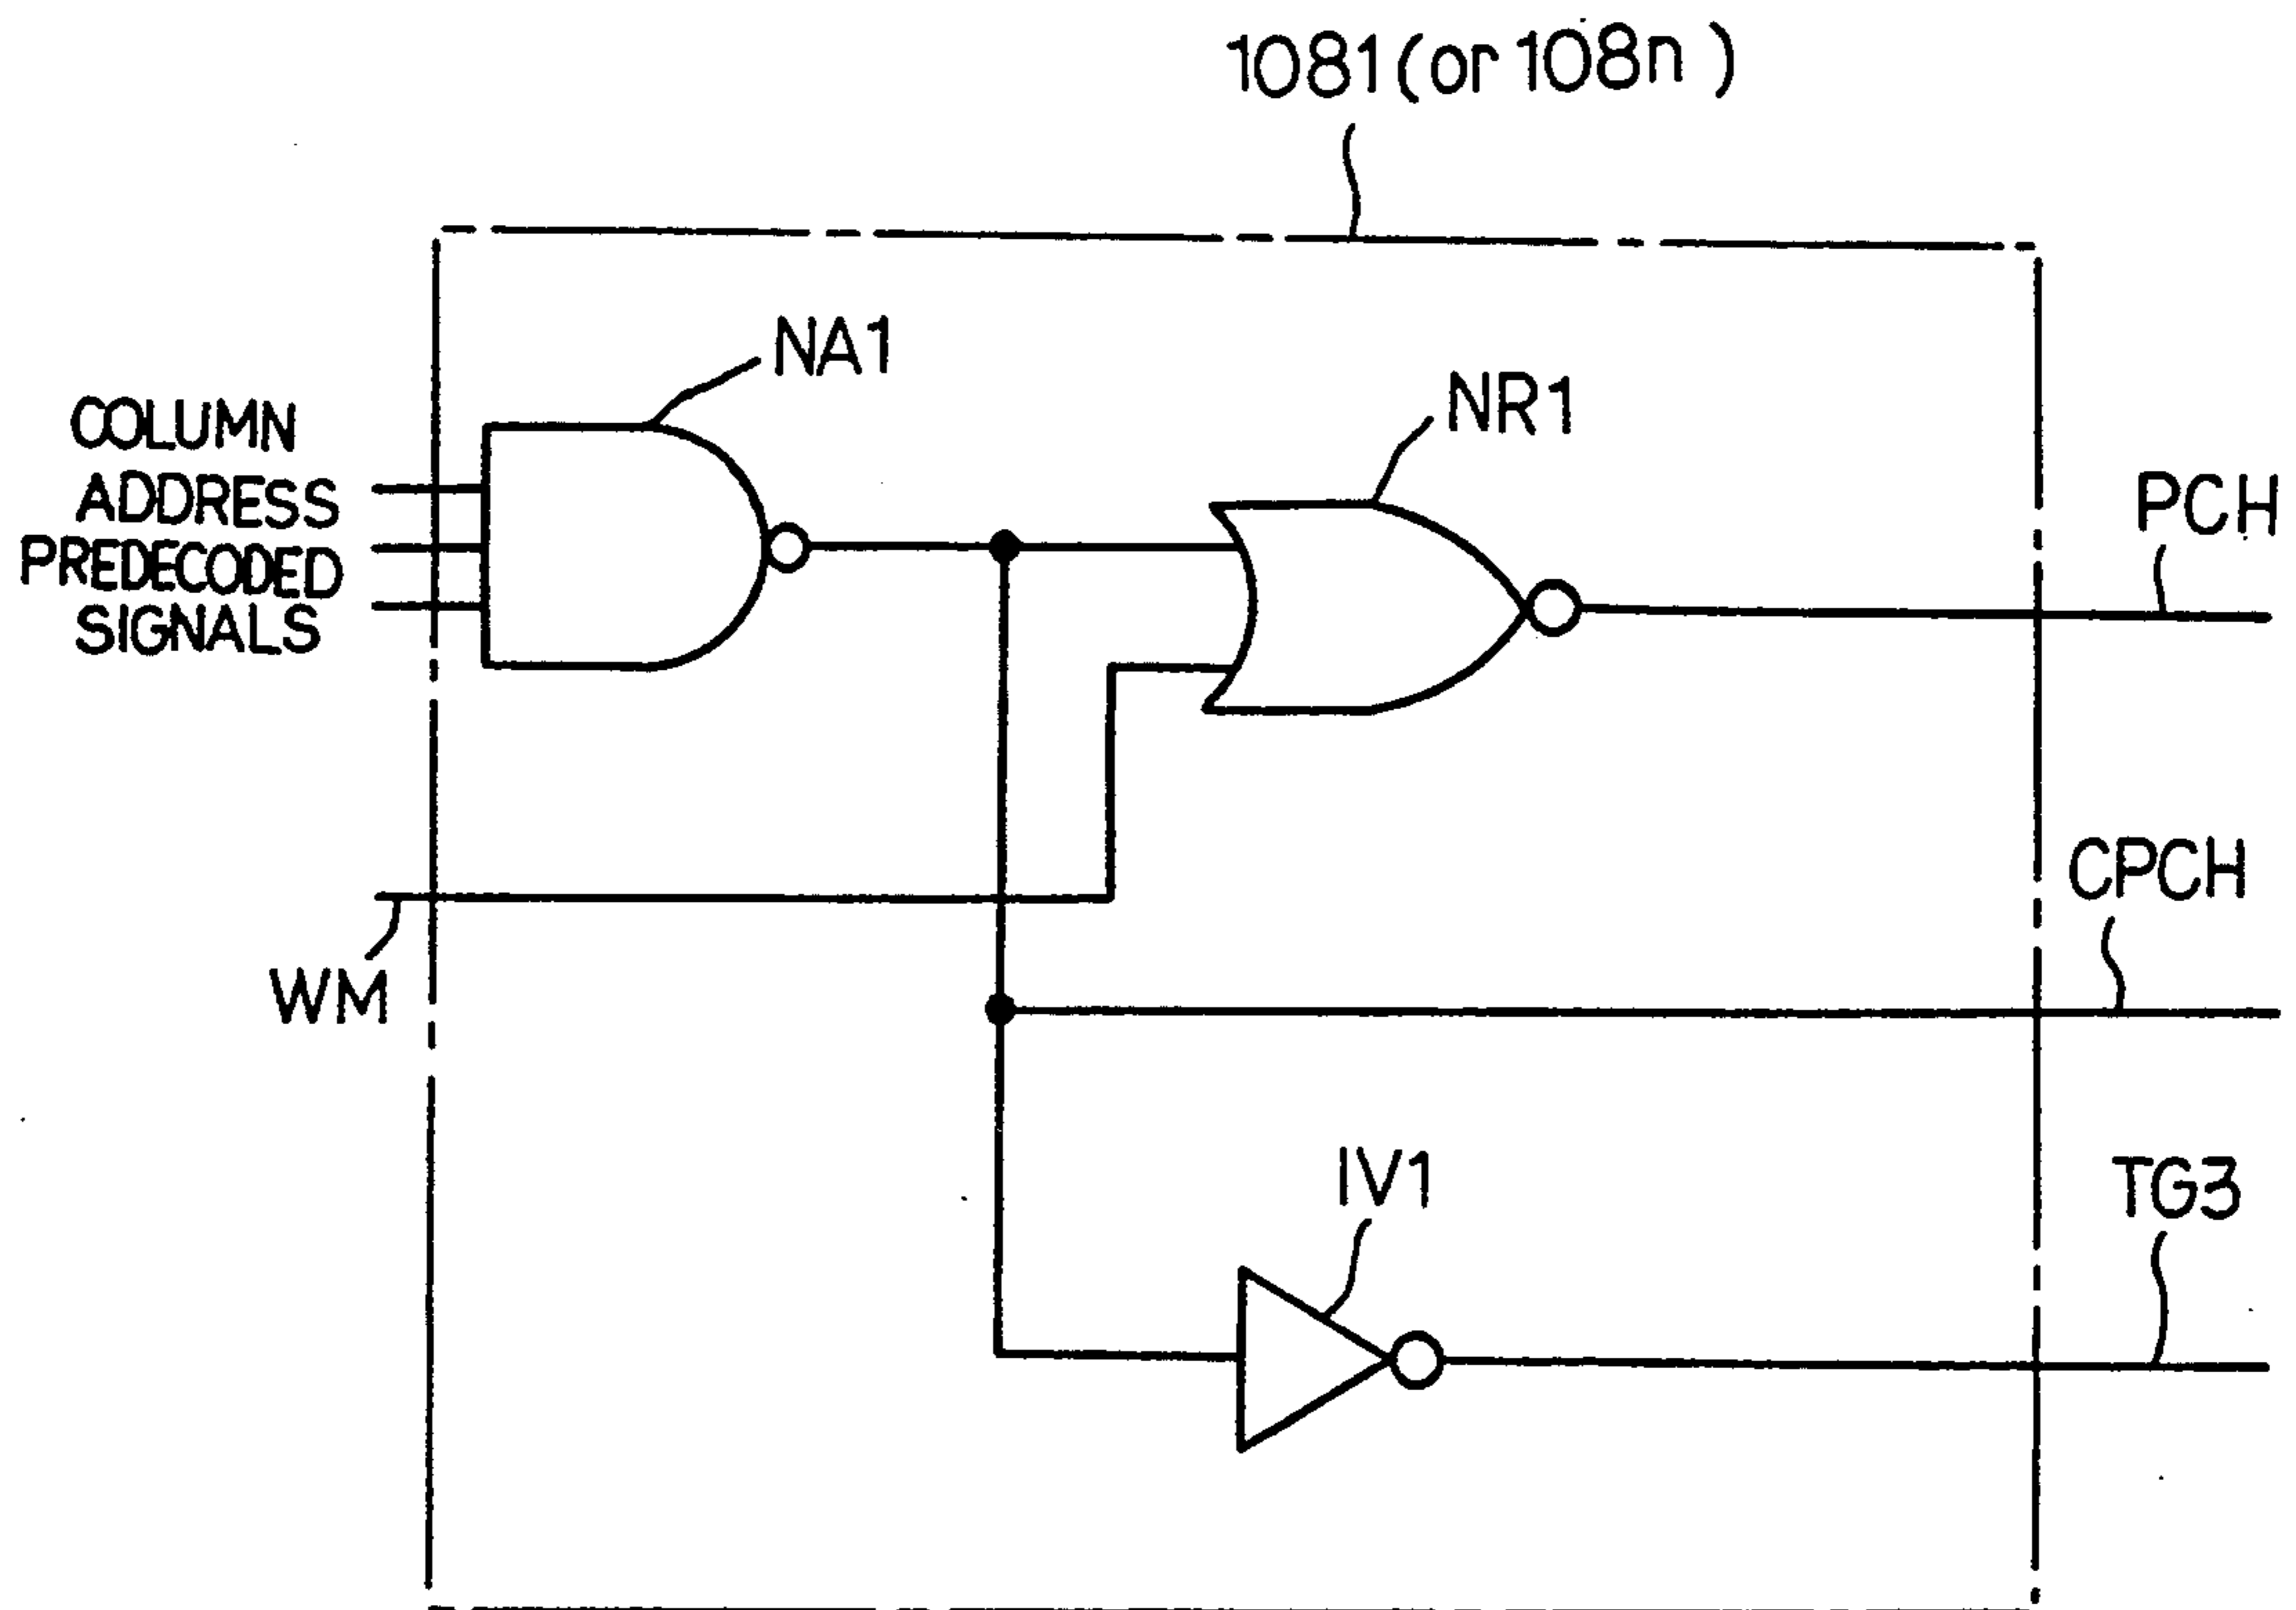 1081(or 108n)
NA1
NR1
COLUMN
ADDRESS
PREDECODED
SIGNALS
PCH
CPCH
WM
IV1
TG3